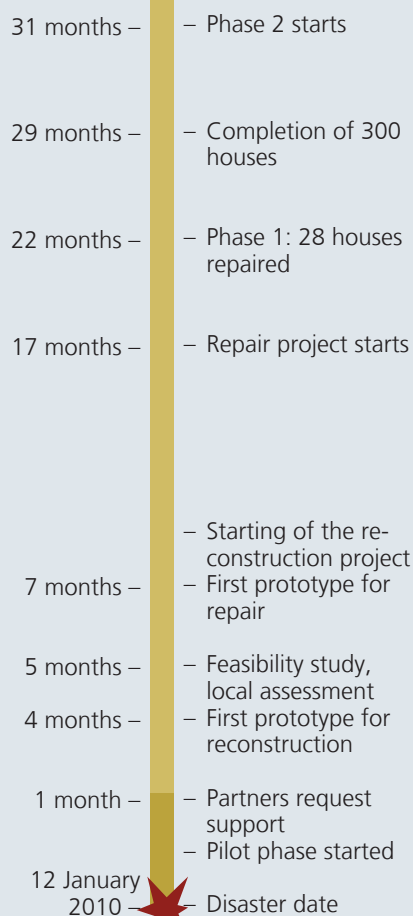 31 months –
– Phase 2 starts
29 months –
– Completion of 300
houses
22 months –
– Phase 1: 28 houses
repaired
17 months –
– Repair project starts
– Starting of the re-
construction project
7 months –
– First prototype for
repair
5 months –
– Feasibility study,
local assessment
4 months –
– First prototype for
reconstruction
1 month –
– Partners request
support
– Pilot phase started
12 January
2010 –
– Disaster date